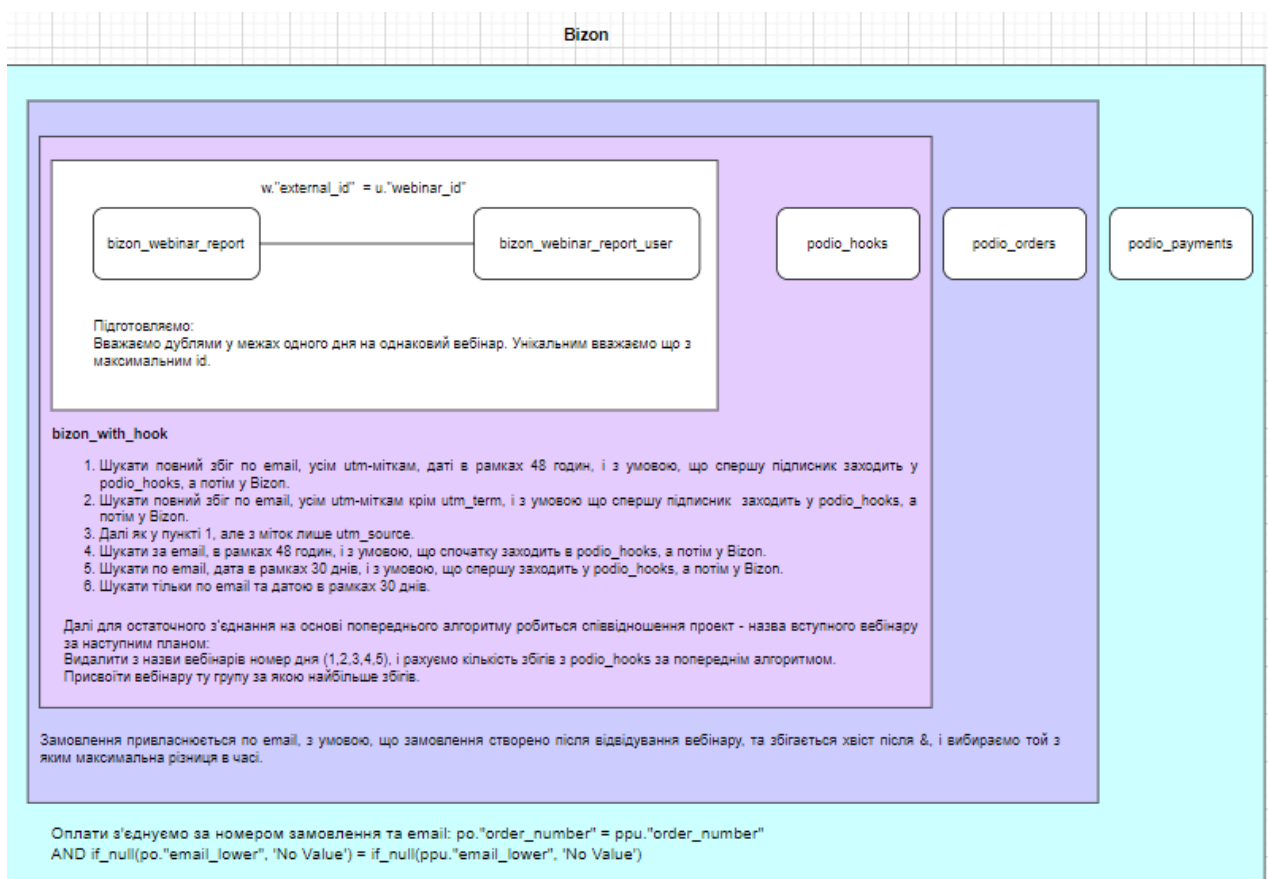 Bizon
w."external_id" = u."webinar_id"
bizon_webinar_report
bizon_webinar_report_user
podio_hooks
podio_orders
podio_payments
Підготовляємо:
Вважаємо дублями у межах одного дня на однаковий вебінар. Унікальним вважаємо що з
максимальним id.
bizon_with_hook
1. Шукати повний збіг по email, усім utm-міткам, даті в рамках 48 годин, і з умовою, що спершу підписник заходить у
podio_hooks, а потім у Bizon.
2. Шукати повний збіг по email, усім utm-міткам крім utm_term, і з умовою що спершу підписник заходить у podio_hooks, а
потім у Bizon.
3. Далі як у пункті 1, але з міток лише utm_source.
4. Шукати за email, в рамках 48 годин, і з умовою, що спочатку заходить в podio_hooks, а потім у Bizon.
5. Шукати по email, дата в рамках 30 днів, і з умовою, що спершу заходить у podio_hooks, а потім у Bizon.
6. Шукати тільки по email та датою в рамках 30 днів.
Далі для остаточного з'єднання на основі попереднього алгоритму робиться співвідношення проект - назва вступного вебінару
за наступним планом:
Видалити з назви вебінарів номер дня (1,2,3,4,5), і рахуємо кількість збігів з podio_hooks за попереднім алгоритмом.
Присвоїти вебінару ту групу за якою найбільше збігів.
Замовлення привласнюється по email, з умовою, що замовлення створено після відвідування вебінару, та збігається хвіст після &, і вибираємо той з
яким максимальна різниця в часі.
Оплати з'єднуємо за номером замовлення та email: po."order_number" = ppu."order_number"
AND if_null(po."email_lower", 'No Value') = if_null(ppu."email_lower", 'No Value')